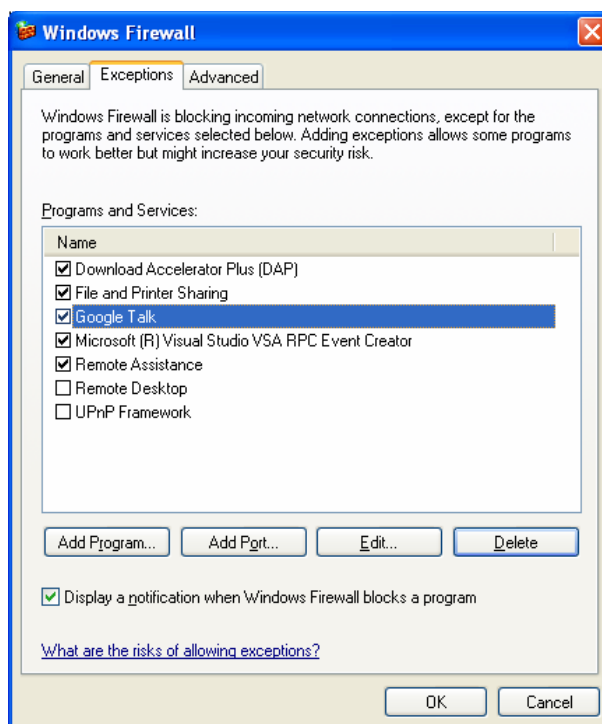 Windows Firewall
General Exceptions Advanced
Windows Firewall is blocking incoming network connections, except for the
programs and services selected below. Adding exceptions allows some programs
to work better but might increase your security risk.
Programs and Services:
Name
Download Accelerator Plus (DAP)
File and Printer Sharing
Google Talk
Microsoft (R) Visual Studio VSA RPC Event Creator
Remote Assistance
Remote Desktop
UPnP Framework
Add Program... Add Port... Edit... Delete
Display a notification when Windows Firewall blocks a program
What are the risks of allowing exceptions?
OK Cancel